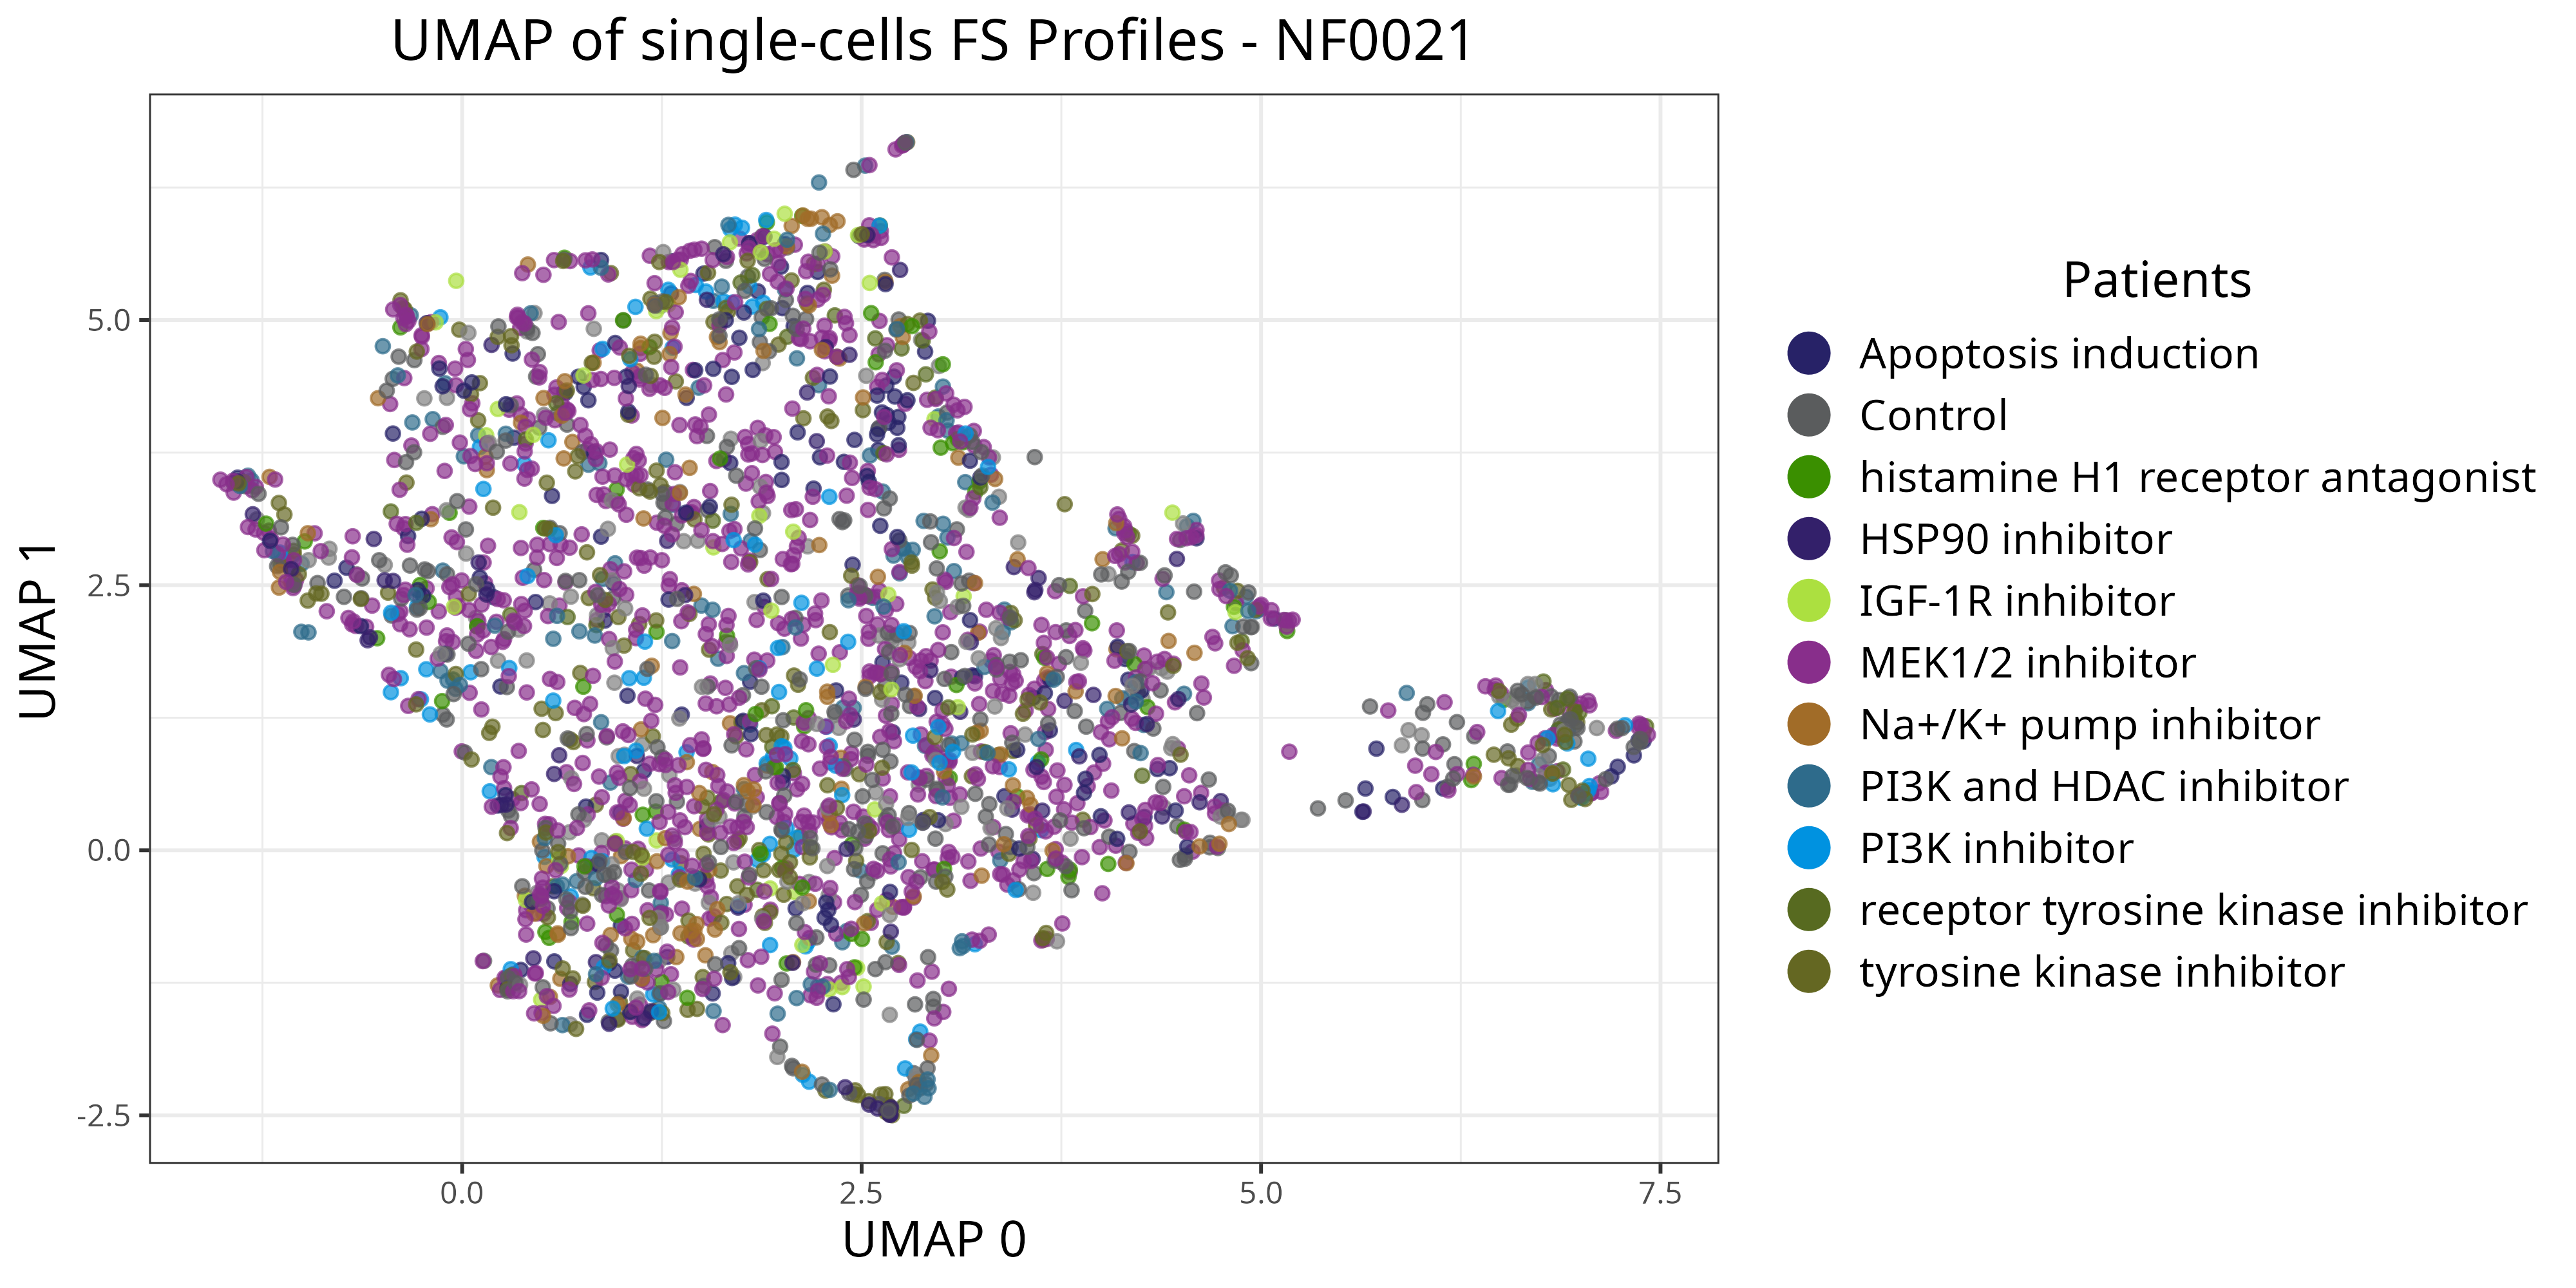 UMAP of single-cells FS Profiles - NF0021
UMAP 1
5.0
2.5
0.0
-2.5
0.0
2.5
5.0
7.5
UMAP 0
Patients
Apoptosis induction
Control
histamine H1 receptor antagonist
HSP90 inhibitor
IGF-1R inhibitor
MEK1/2 inhibitor
Na+/K+ pump inhibitor
PI3K and HDAC inhibitor
PI3K inhibitor
receptor tyrosine kinase inhibitor
tyrosine kinase inhibitor